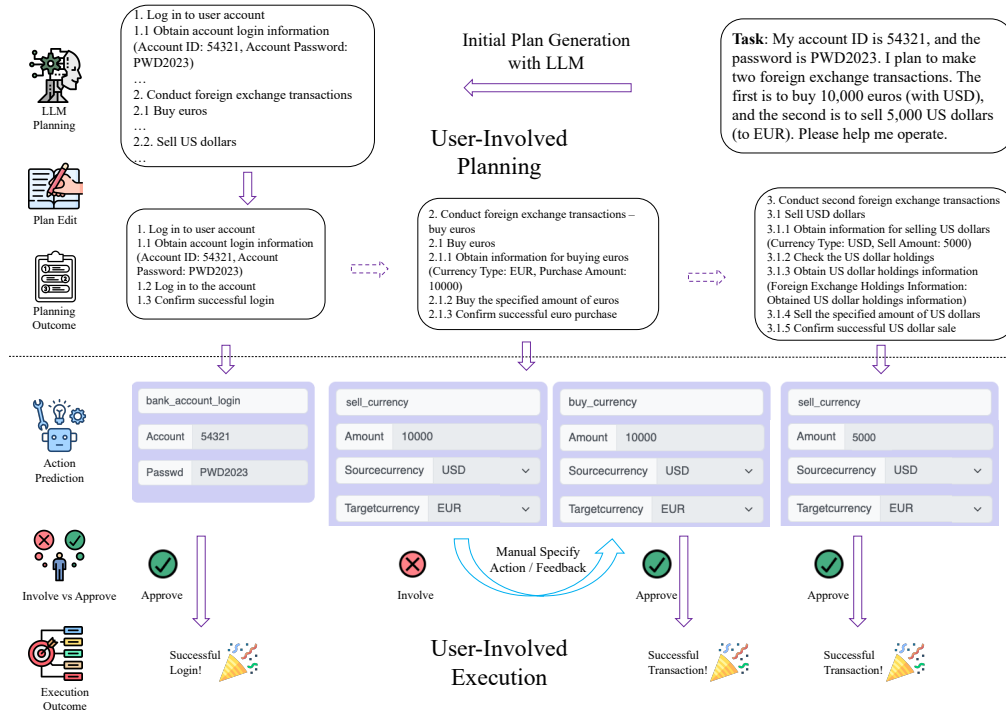 1. Log in to user account
1.1 Obtain account login information
(Account ID: 54321, Account Password:
PWD2023)
…
2. Conduct foreign exchange transactions
2.1 Buy euros
…
2.2. Sell US dollars
…
Initial Plan Generation
with LLM
Task: My account ID is 54321, and the
password is PWD2023. I plan to make
two foreign exchange transactions. The
first is to buy 10,000 euros (with USD),
and the second is to sell 5,000 US dollars
(to EUR). Please help me operate.
LLM
Planning
User-Involved
Planning
Plan Edit
1. Log in to user account
1.1 Obtain account login information
(Account ID: 54321, Account
Password: PWD2023)
1.2 Log in to the account
1.3 Confirm successful login
2. Conduct foreign exchange transactions –
buy euros
2.1 Buy euros
2.1.1 Obtain information for buying euros
(Currency Type: EUR, Purchase Amount:
10000)
2.1.2 Buy the specified amount of euros
2.1.3 Confirm successful euro purchase
3. Conduct second foreign exchange transactions
3.1 Sell USD dollars
3.1.1 Obtain information for selling US dollars
(Currency Type: USD, Sell Amount: 5000)
3.1.2 Check the US dollar holdings
3.1.3 Obtain US dollar holdings information
(Foreign Exchange Holdings Information:
Obtained US dollar holdings information)
3.1.4 Sell the specified amount of US dollars
3.1.5 Confirm successful US dollar sale
Planning
Outcome
Action
Prediction
bank_account_login
Account 54321
Passwd PWD2023
sell_currency
Amount 10000
Sourcecurrency USD
Targetcurrency EUR
buy_currency
Amount 10000
Sourcecurrency USD
Targetcurrency EUR
sell_currency
Amount 5000
Sourcecurrency USD
Targetcurrency EUR
Involve vs Approve
Approve
Involve
Manual Specify
Action / Feedback
Approve
Approve
Execution
Outcome
Successful
Login!
User-Involved
Execution
Successful
Transaction!
Successful
Transaction!